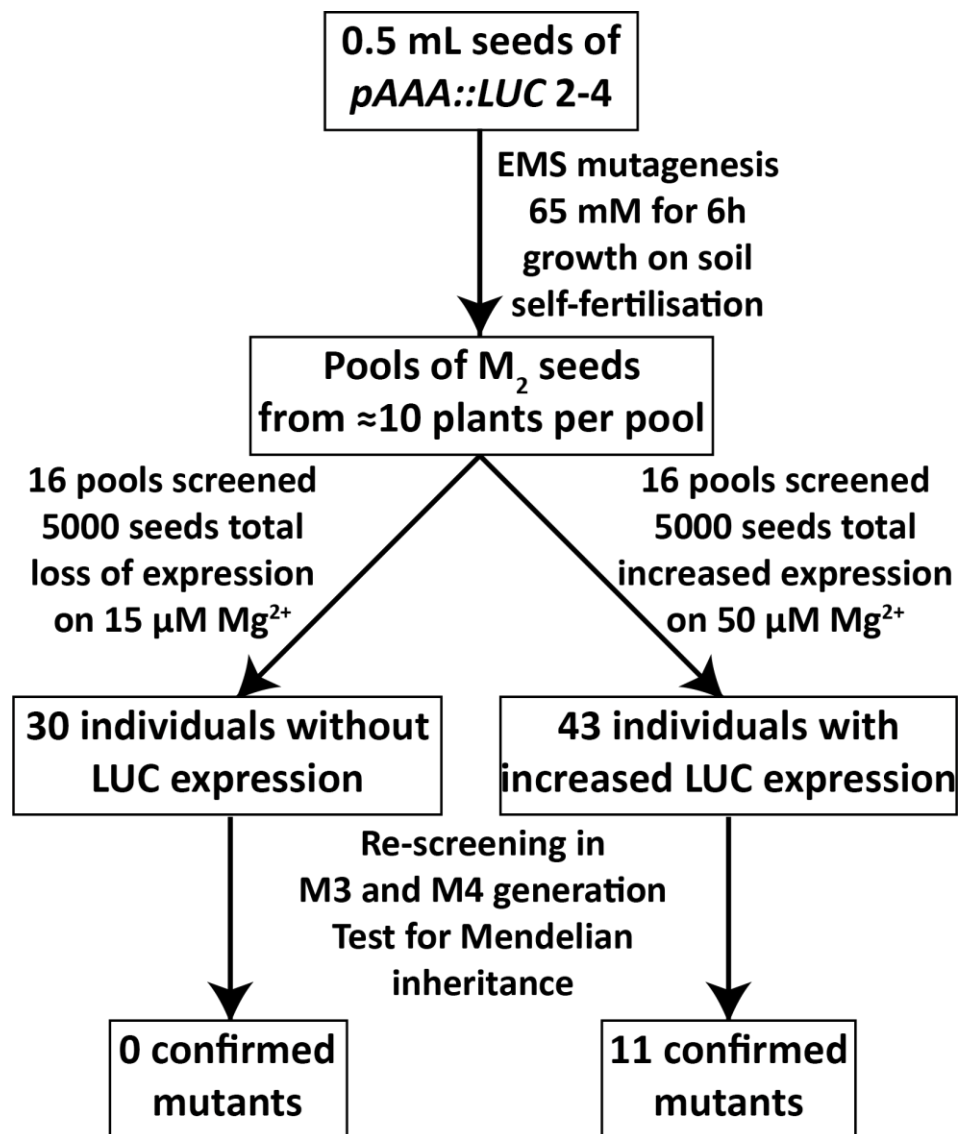 0.5 mL seeds of
pAAA::LUC 2-4
EMS mutagenesis
65 mM for 6h
growth on soil
self-fertilisation
Pools of M₂ seeds
from ≈10 plants per pool
16 pools screened
5000 seeds total
loss of expression
on 15 µM Mg²⁺
16 pools screened
5000 seeds total
increased expression
on 50 µM Mg²⁺
30 individuals without
LUC expression
43 individuals with
increased LUC expression
Re-screening in
M3 and M4 generation
Test for Mendelian
inheritance
0 confirmed
mutants
11 confirmed
mutants